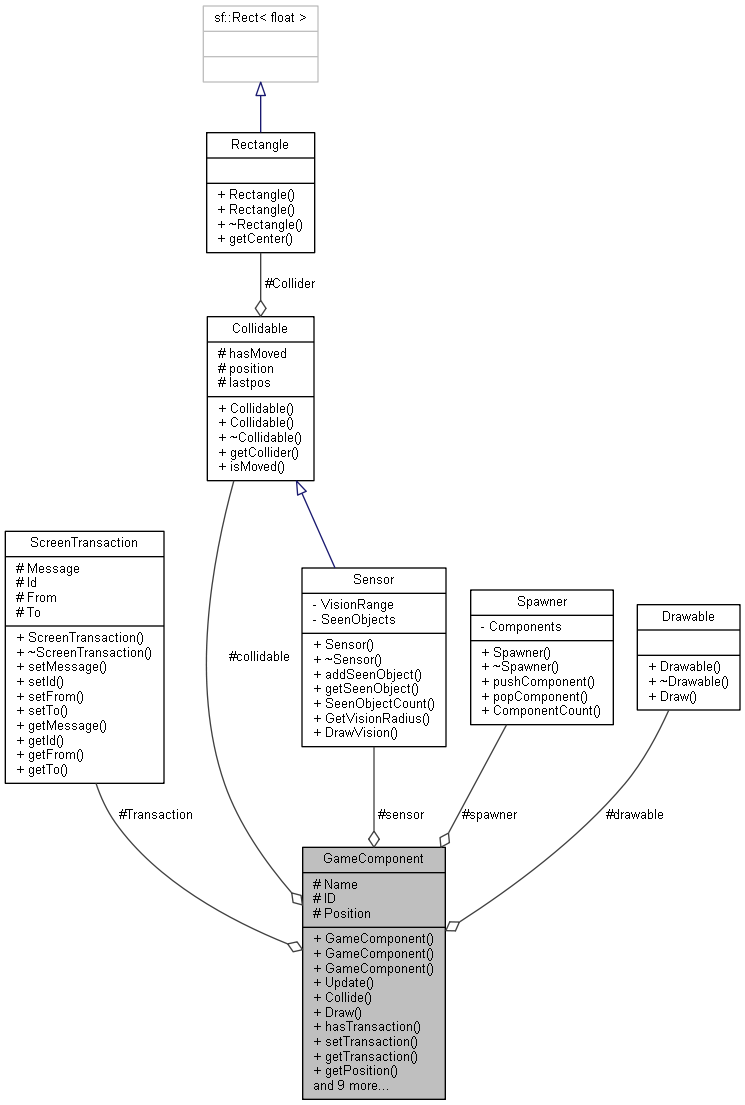 sf::Rect< float >
Rectangle
+ Rectangle()
+ Rectangle()
+ ~Rectangle()
+ getCenter()
#Collider
Collidable
# hasMoved
# position
# lastpos
+ Collidable()
+ Collidable()
+ ~Collidable()
+ getCollider()
+ isMoved()
ScreenTransaction
# Message
# Id
# From
# To
+ ScreenTransaction()
+ ~ScreenTransaction()
+ setMessage()
+ setId()
+ setFrom()
+ setTo()
+ getMessage()
+ getId()
+ getFrom()
+ getTo()
#collidable
Sensor
- VisionRange
- SeenObjects
+ Sensor()
+ ~Sensor()
+ addSeenObject()
+ getSeenObject()
+ SeenObjectCount()
+ GetVisionRadius()
+ DrawVision()
Spawner
- Components
+ Spawner()
+ ~Spawner()
+ pushComponent()
+ popComponent()
+ ComponentCount()
Drawable
+ Drawable()
+ ~Drawable()
+ Draw()
#Transaction
#sensor
#spawner
#drawable
GameComponent
# Name
# ID
# Position
+ GameComponent()
+ GameComponent()
+ GameComponent()
+ Update()
+ Collide()
+ Draw()
+ hasTransaction()
+ setTransaction()
+ getTransaction()
+ getPosition()
and 9 more...